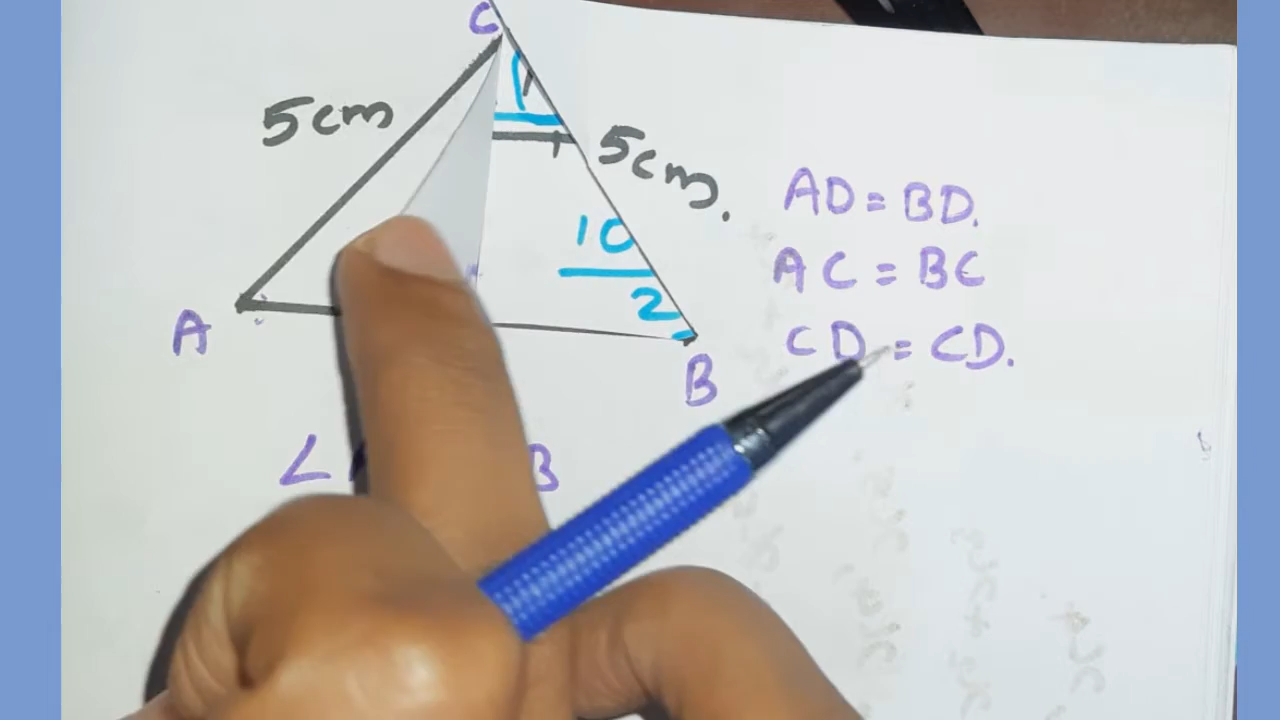 C
5cm
5cm.
AD = BD.
10
AC = BC
2
CD = CD.
A
B
∠ B